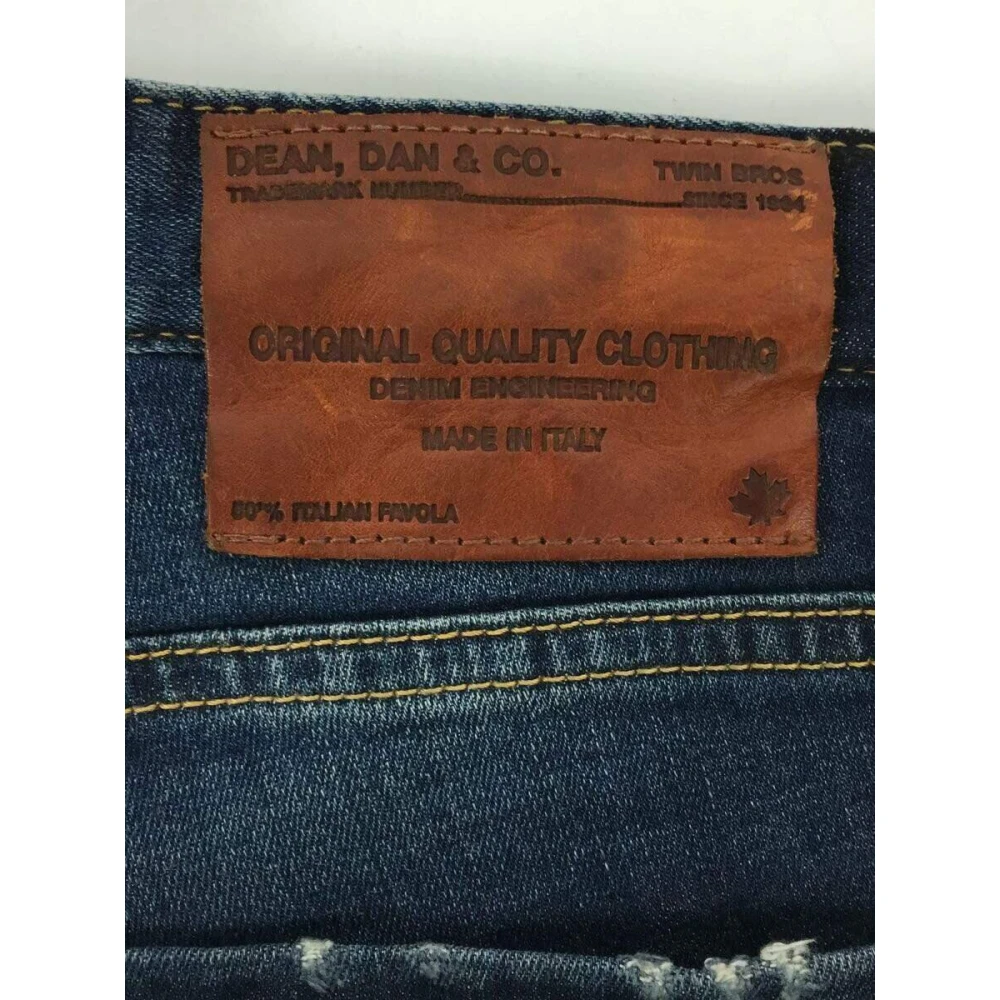 DEAN, DAN & CO.
TWIN BROS
TRADEMARK NUMBER
SINCE 1964
ORIGINAL QUALITY CLOTHING
DENIM ENGINEERING
MADE IN ITALY
50*% ITALIAN FAVOLA